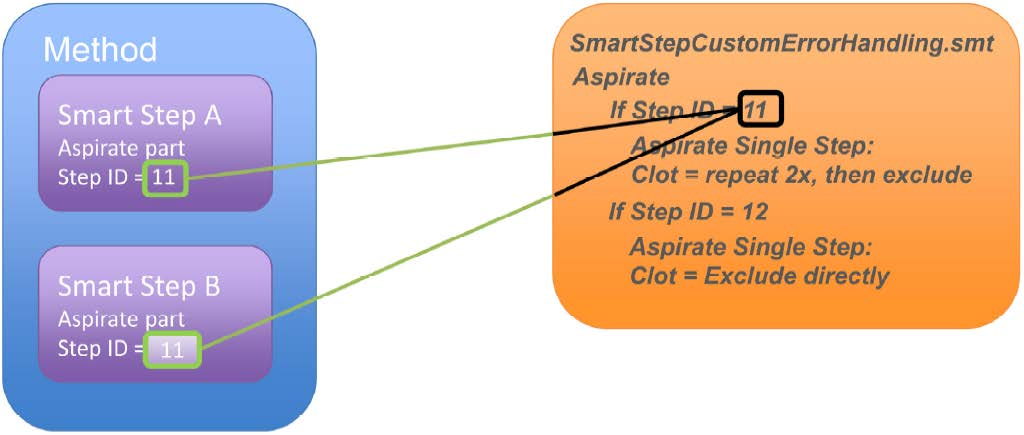 Method
Smart Step A
Aspirate part
Step ID = 11
Smart Step B
Aspirate part
Step ID = 11
SmartStepCustomErrorHandling.smt
Aspirate
If Step ID = 11
Aspirate Single Step:
Clot = repeat 2x, then exclude
If Step ID = 12
Aspirate Single Step:
Clot = Exclude directly